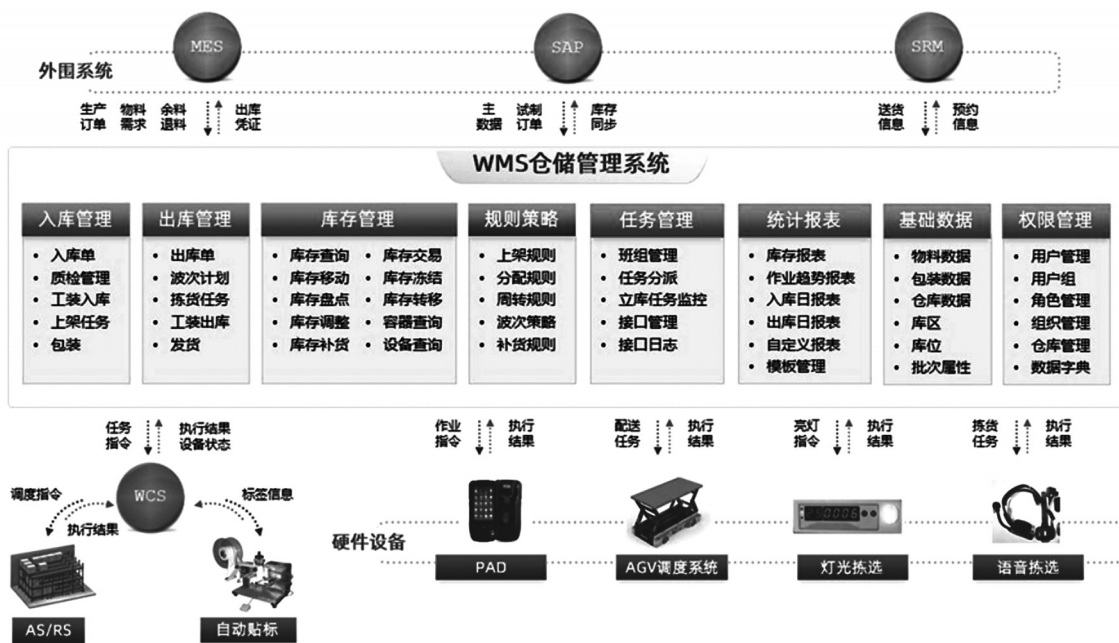 MES
SAP
SRM
外围系统
生产
订单
物料
需求
余料
退料
出库
凭证
主
数据
试制
订单
库存
同步
送货
信息
预约
信息
WMS仓储管理系统
入库管理
• 入库单
• 质检管理
• 工装入库
• 上架任务
• 包装
出库管理
• 出库单
• 波次计划
• 拣货任务
• 工装出库
• 发货
库存管理
• 库存查询
• 库存移动
• 库存盘点
• 库存调整
• 库存补货
• 库存交易
• 库存冻结
• 库存转移
• 容器查询
• 设备查询
规则策略
• 上架规则
• 分配规则
• 周转规则
• 波次策略
• 补货规则
任务管理
• 班组管理
• 任务分派
• 立库任务监控
• 接口管理
• 接口日志
统计报表
• 库存报表
• 作业趋势报表
• 入库日报表
• 出库日报表
• 自定义报表
• 模板管理
基础数据
• 物料数据
• 包装数据
• 仓库数据
• 库区
• 库位
• 批次属性
权限管理
• 用户管理
• 用户组
• 角色管理
• 组织管理
• 仓库管理
• 数据字典
任务
指令
执行结果
设备状态
作业
指令
执行
结果
配送
任务
执行
结果
亮灯
指令
执行
结果
拣货
任务
执行
结果
调度指令
WCS
标签信息
执行结果
硬件设备
0006
PAD
AGV调度系统
灯光拣选
语音拣选
AS/RS
自动贴标